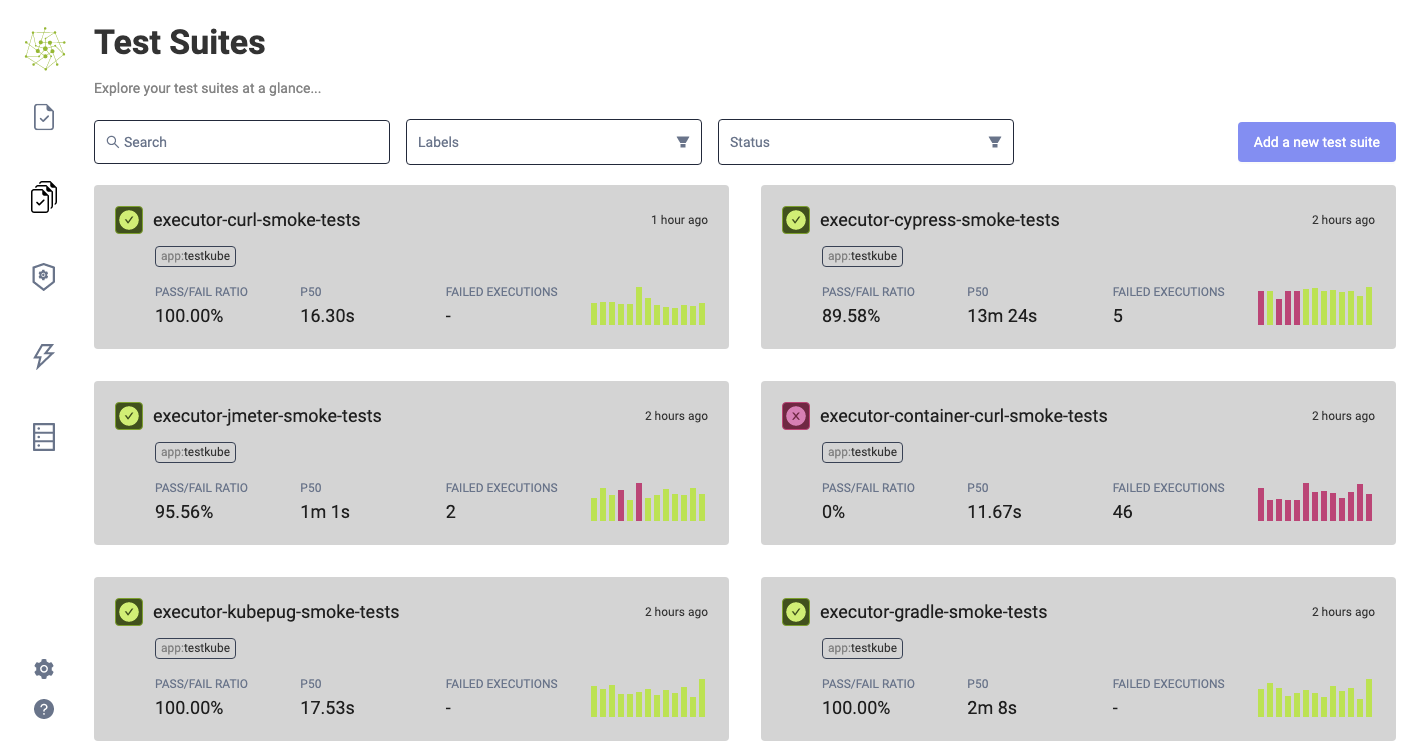 Test Suites
Explore your test suites at a glance...
Search
Labels
Status
Add a new test suite
executor-curl-smoke-tests
1 hour ago
app:testkube
PASS/FAIL RATIO
P50
FAILED EXECUTIONS
100.00%
16.30s
-
executor-cypress-smoke-tests
2 hours ago
app:testkube
PASS/FAIL RATIO
P50
FAILED EXECUTIONS
89.58%
13m 24s
5
executor-jmeter-smoke-tests
2 hours ago
app:testkube
PASS/FAIL RATIO
P50
FAILED EXECUTIONS
95.56%
1m 1s
2
executor-container-curl-smoke-tests
2 hours ago
app:testkube
PASS/FAIL RATIO
P50
FAILED EXECUTIONS
0%
11.67s
46
executor-kubepug-smoke-tests
2 hours ago
app:testkube
PASS/FAIL RATIO
P50
FAILED EXECUTIONS
100.00%
17.53s
-
executor-gradle-smoke-tests
2 hours ago
app:testkube
PASS/FAIL RATIO
P50
FAILED EXECUTIONS
100.00%
2m 8s
-